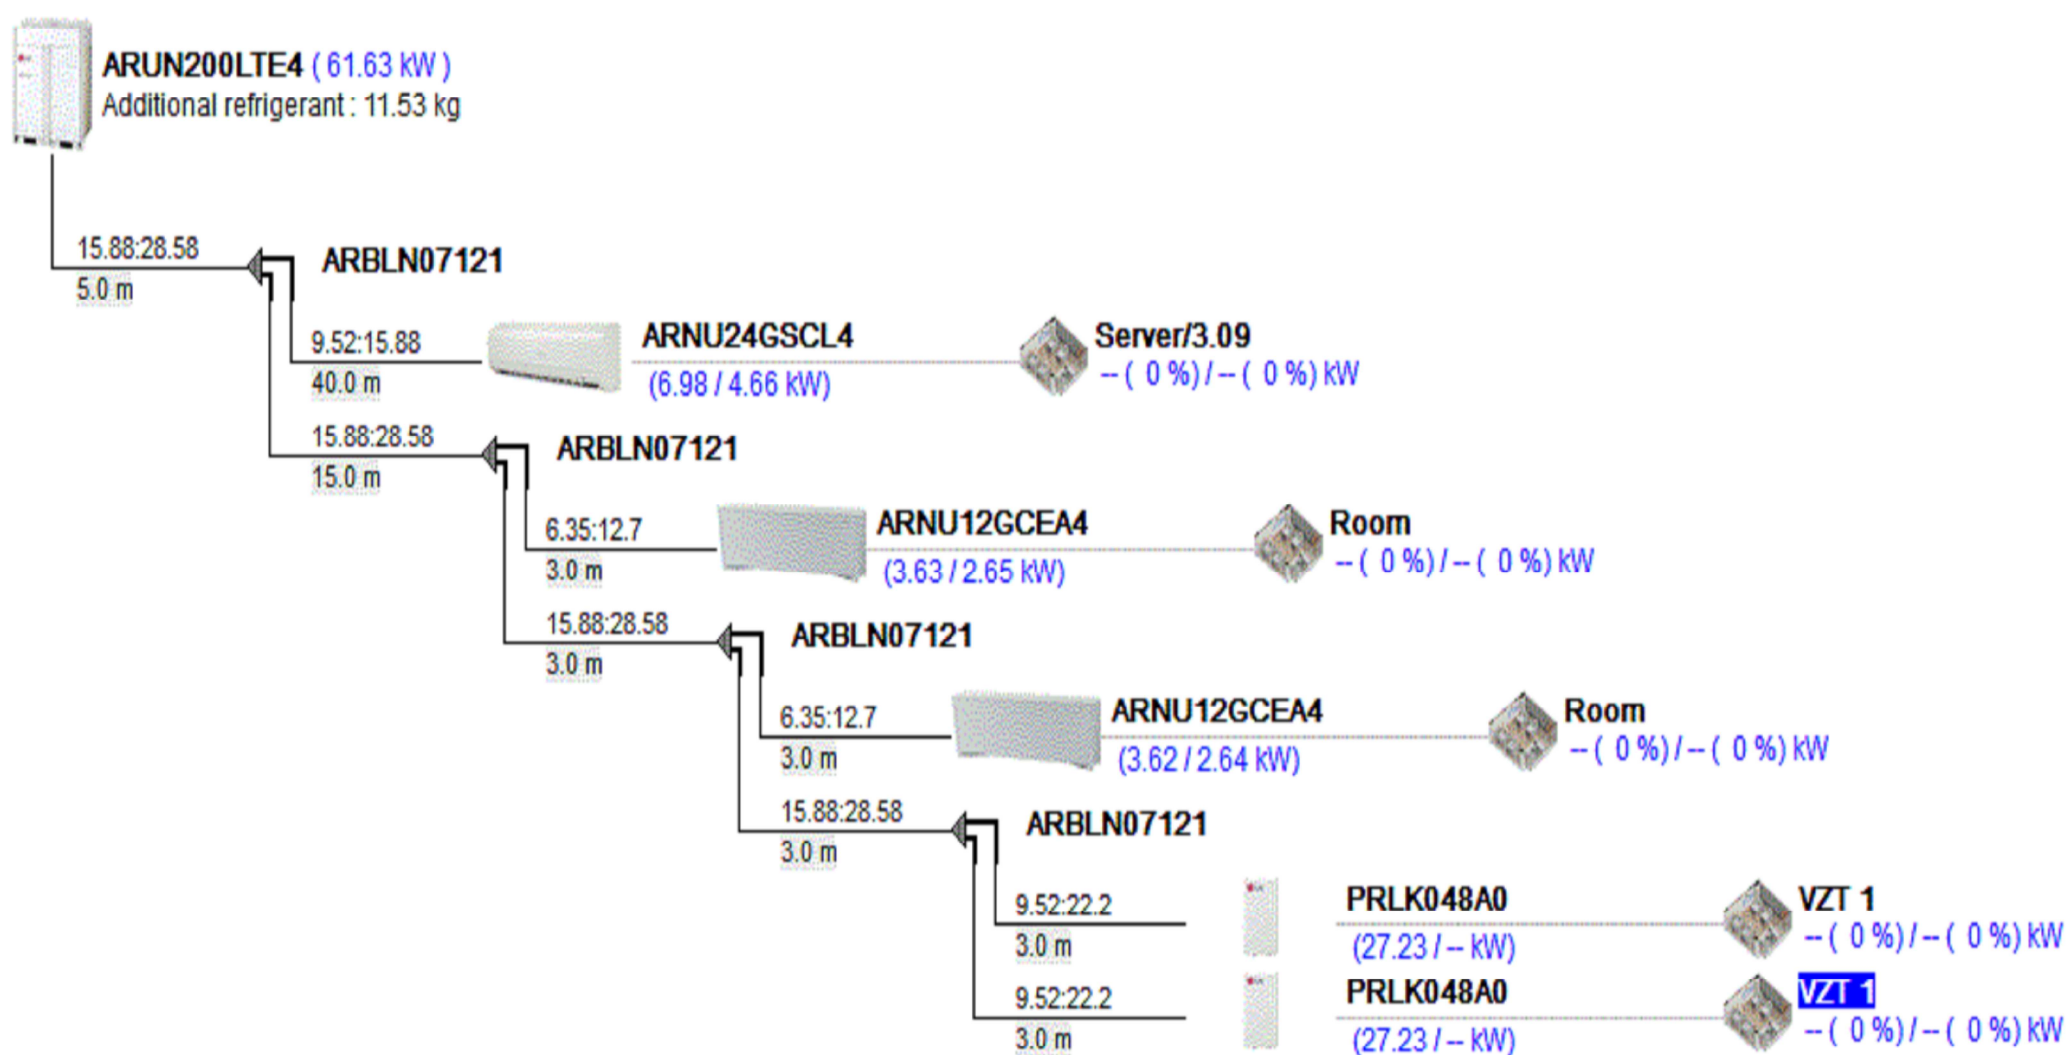 ARUN200LTE4 ( 61.63 kW )
Additional refrigerant : 11.53 kg
15.88:28.58
5.0 m
ARBLN07121
9.52:15.88
40.0 m
ARNU24GSCL4
(6.98 / 4.66 kW)
Server/3.09
-- ( 0 %) / -- ( 0 %) kW
15.88:28.58
15.0 m
ARBLN07121
6.35:12.7
3.0 m
ARNU12GCEA4
(3.63 / 2.65 kW)
Room
-- ( 0 %) / -- ( 0 %) kW
15.88:28.58
3.0 m
ARBLN07121
6.35:12.7
3.0 m
ARNU12GCEA4
(3.62 / 2.64 kW)
Room
-- ( 0 %) / -- ( 0 %) kW
15.88:28.58
3.0 m
ARBLN07121
9.52:22.2
3.0 m
PRLK048A0
(27.23 / -- kW)
VZT 1
-- ( 0 %) / -- ( 0 %) kW
9.52:22.2
3.0 m
PRLK048A0
(27.23 / -- kW)
VZT 1
-- ( 0 %) / -- ( 0 %) kW